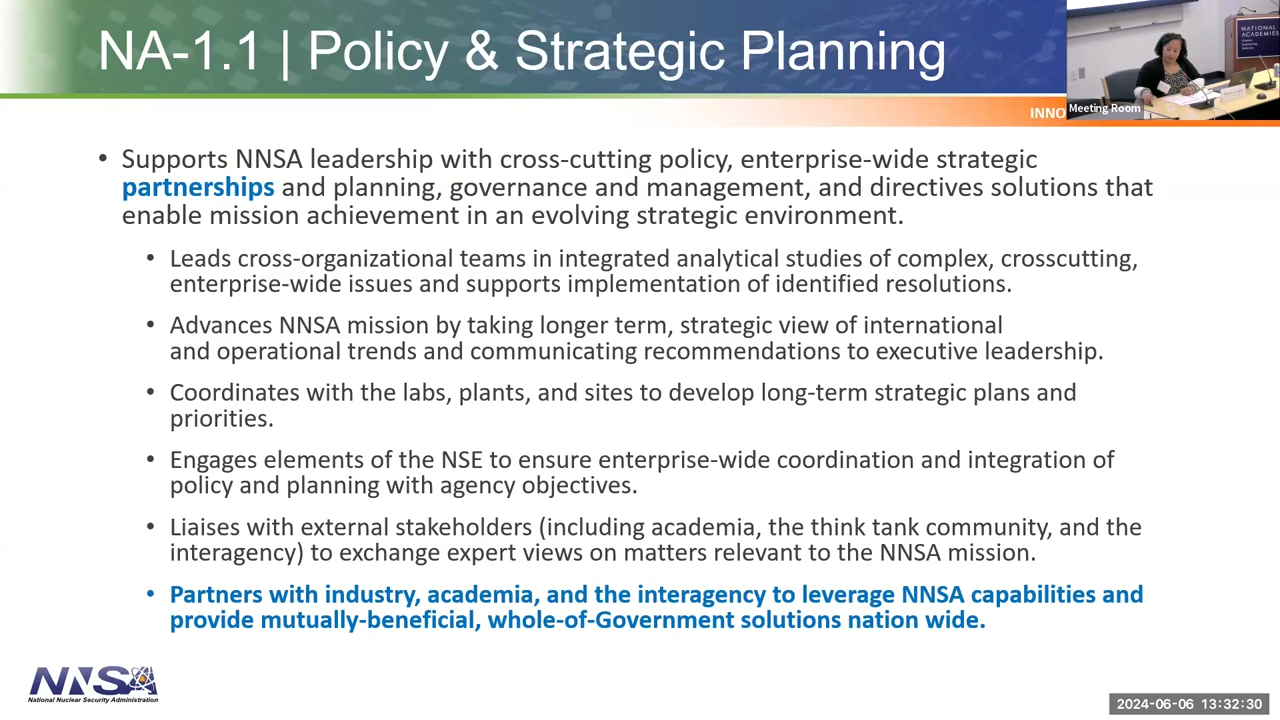 NA-1.1 | Policy & Strategic Planning
NATIONAL
ACADEMIES
Meeting Room
INNO
• Supports NNSA leadership with cross-cutting policy, enterprise-wide strategic
partnerships and planning, governance and management, and directives solutions that
enable mission achievement in an evolving strategic environment.
• Leads cross-organizational teams in integrated analytical studies of complex, crosscutting,
enterprise-wide issues and supports implementation of identified resolutions.
• Advances NNSA mission by taking longer term, strategic view of international
and operational trends and communicating recommendations to executive leadership.
• Coordinates with the labs, plants, and sites to develop long-term strategic plans and
priorities.
• Engages elements of the NSE to ensure enterprise-wide coordination and integration of
policy and planning with agency objectives.
• Liaises with external stakeholders (including academia, the think tank community, and the
interagency) to exchange expert views on matters relevant to the NNSA mission.
• Partners with industry, academia, and the interagency to leverage NNSA capabilities and
provide mutually-beneficial, whole-of-Government solutions nation wide.
NNSA
National Nuclear Security Administration
2024-06-06 13:32:30